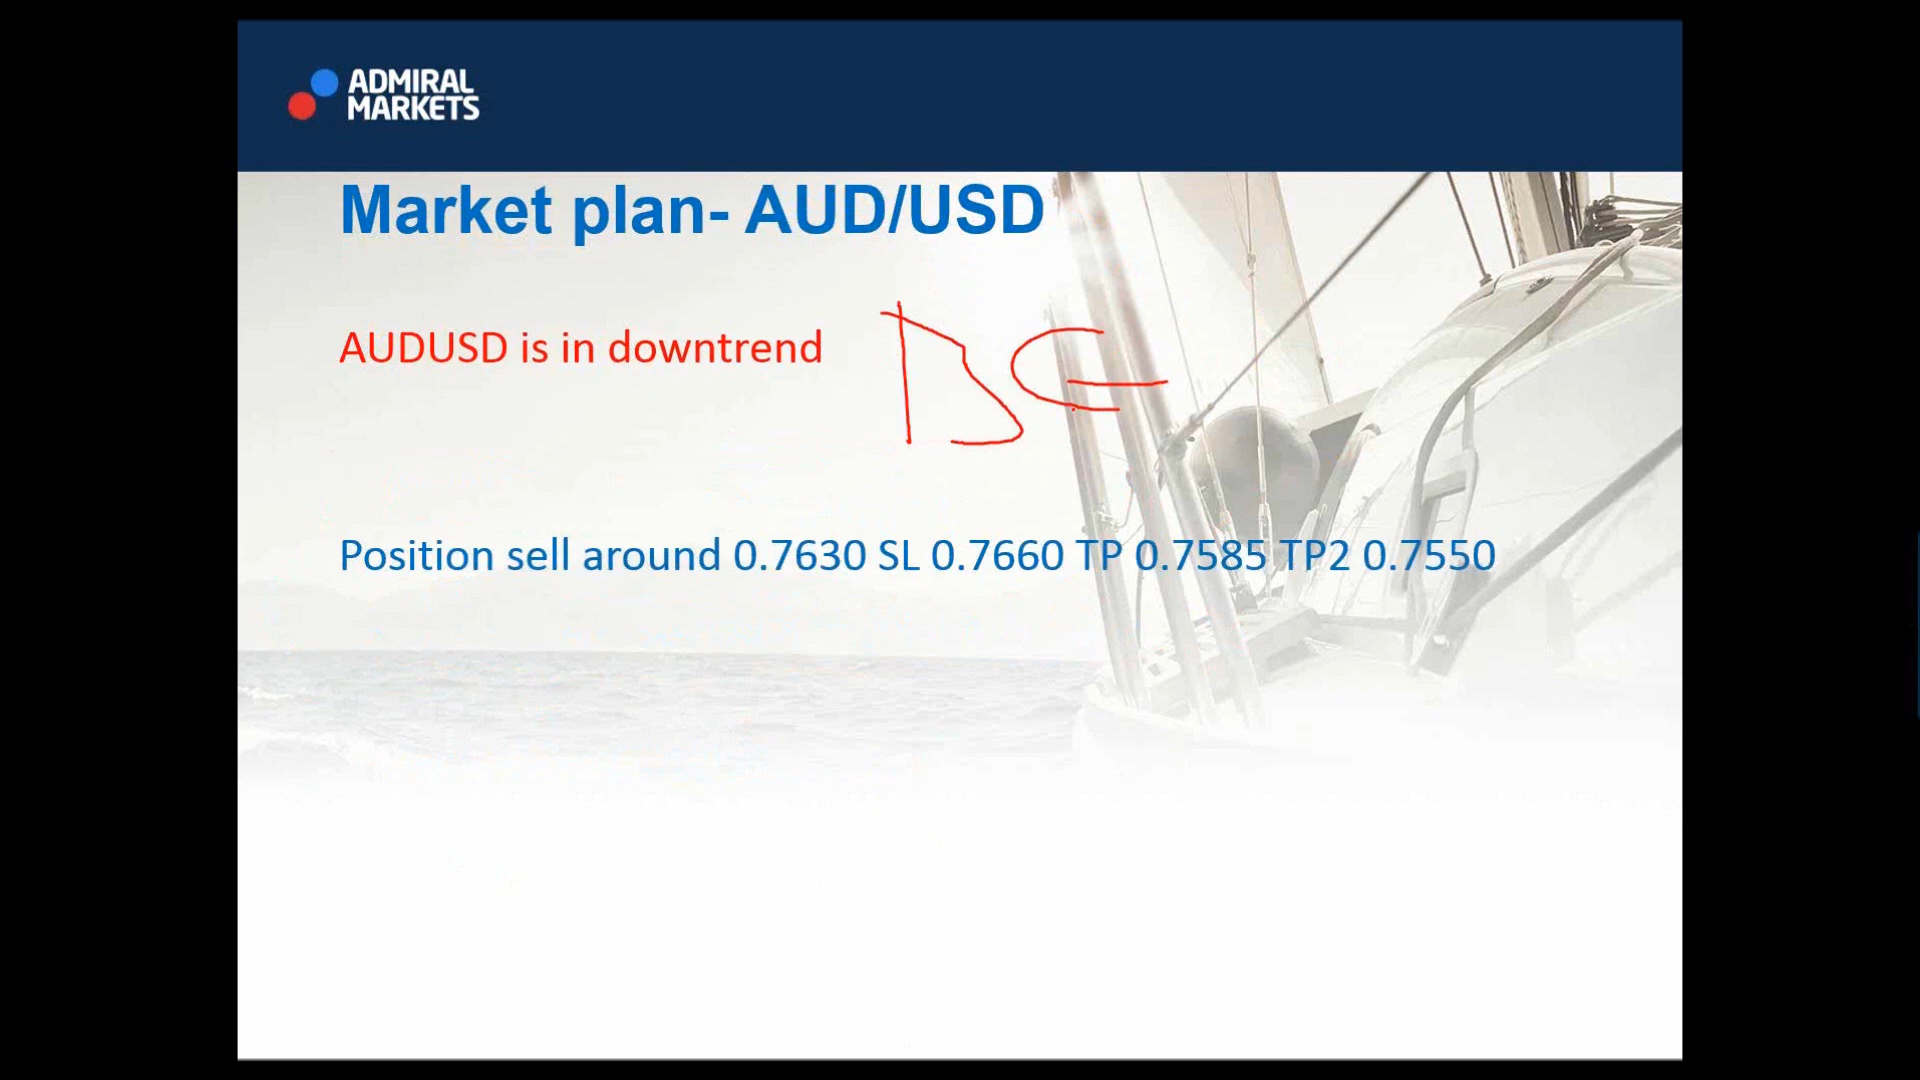 ADMIRAL
MARKETS
Market plan- AUD/USD
AUDUSD is in downtrend
Position sell around 0.7630 SL 0.7660 TP 0.7585 TP2 0.7550